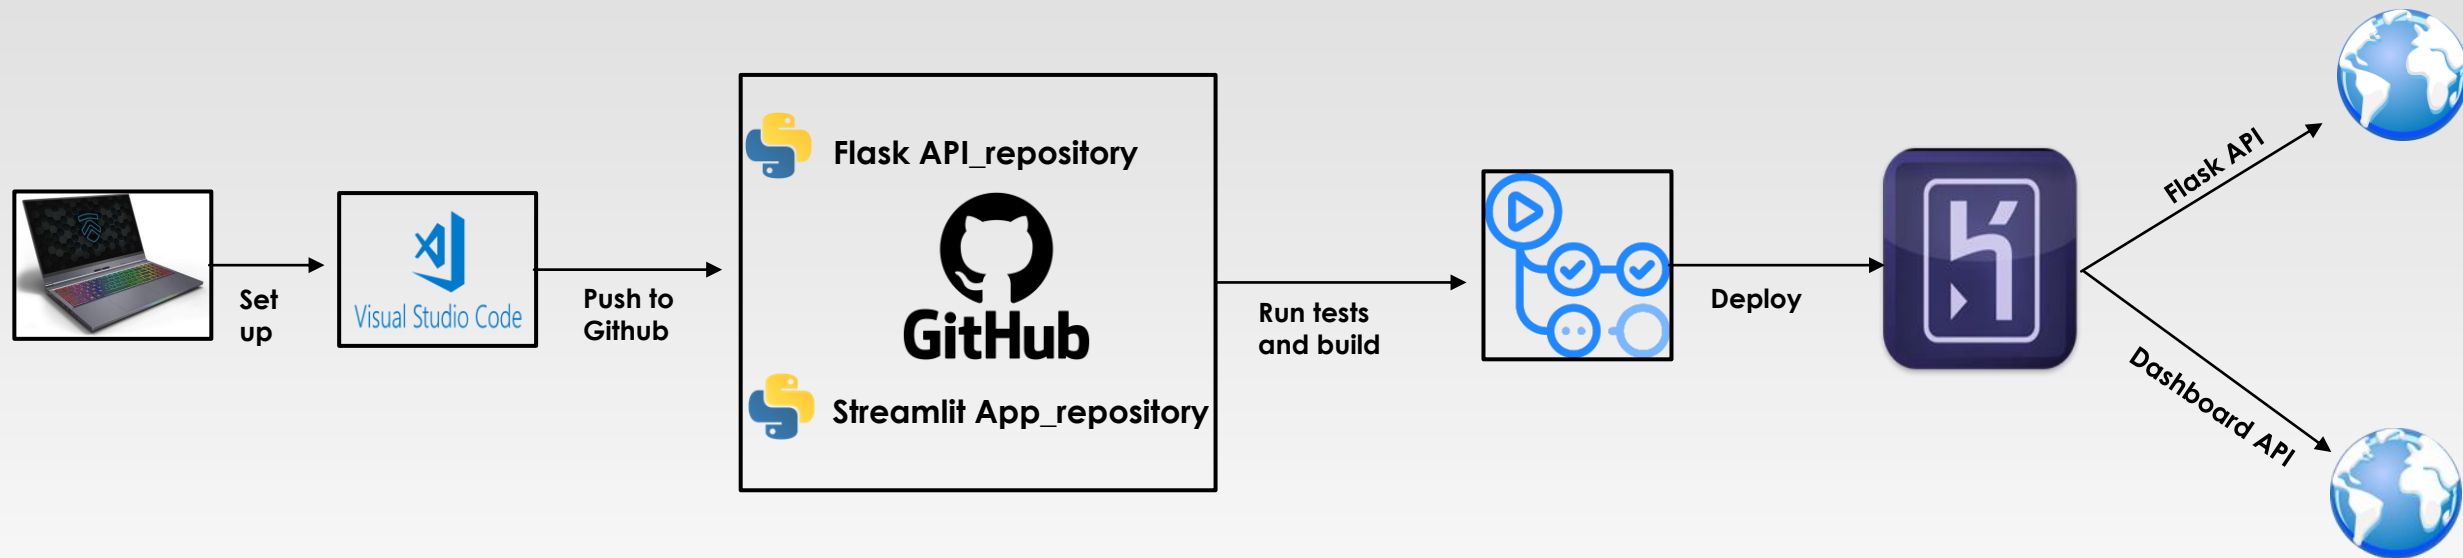 Set
up
Visual Studio Code
Push to
Github
Flask API_repository
GitHub
Streamlit App_repository
Run tests
and build
Deploy
Flask API
Dashboard API